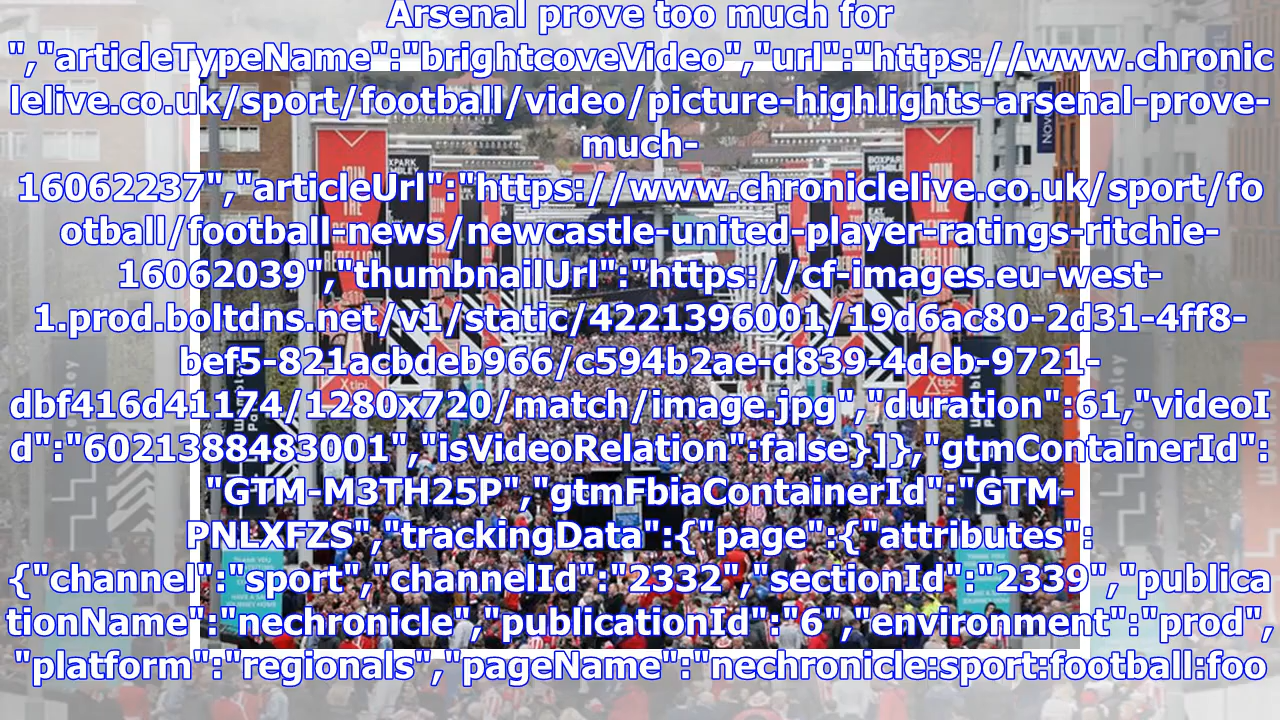 Arsenal prove too much for
","articleTypeName":"brightcoveVideo","url":"https://www.chronic
lelive.co.uk/sport/football/video/picture-highlights-arsenal-prove-
much-
16062237","articleUrl":"https://www.chroniclelive.co.uk/sport/fo
otball/football-news/newcastle-united-player-ratings-ritchie-
16062039","thumbnailUrl":"https://cf-images.eu-west-
1.prod.boltdns.net/v1/static/4221396001/19d6ac80-2d31-4ff8-
bef5-821acbdeb966/c594b2ae-d839-4deb-9721-
dbf416d41174/1280x720/match/image.jpg","duration":61,"videoI
d":"6021388483001","isVideoRelation":false}]},"gtmContainerId":
"GTM-M3TH25P","gtmFbiaContainerId":"GTM-
PNLXFZS","trackingData":{"page":{"attributes":
{"channel":"sport","channelId":"2332","sectionId":"2339","publica
tionName":"nechronicle","publicationId":"6","environment":"prod",
"platform":"regionals","pageName":"nechronicle:sport:football:foo